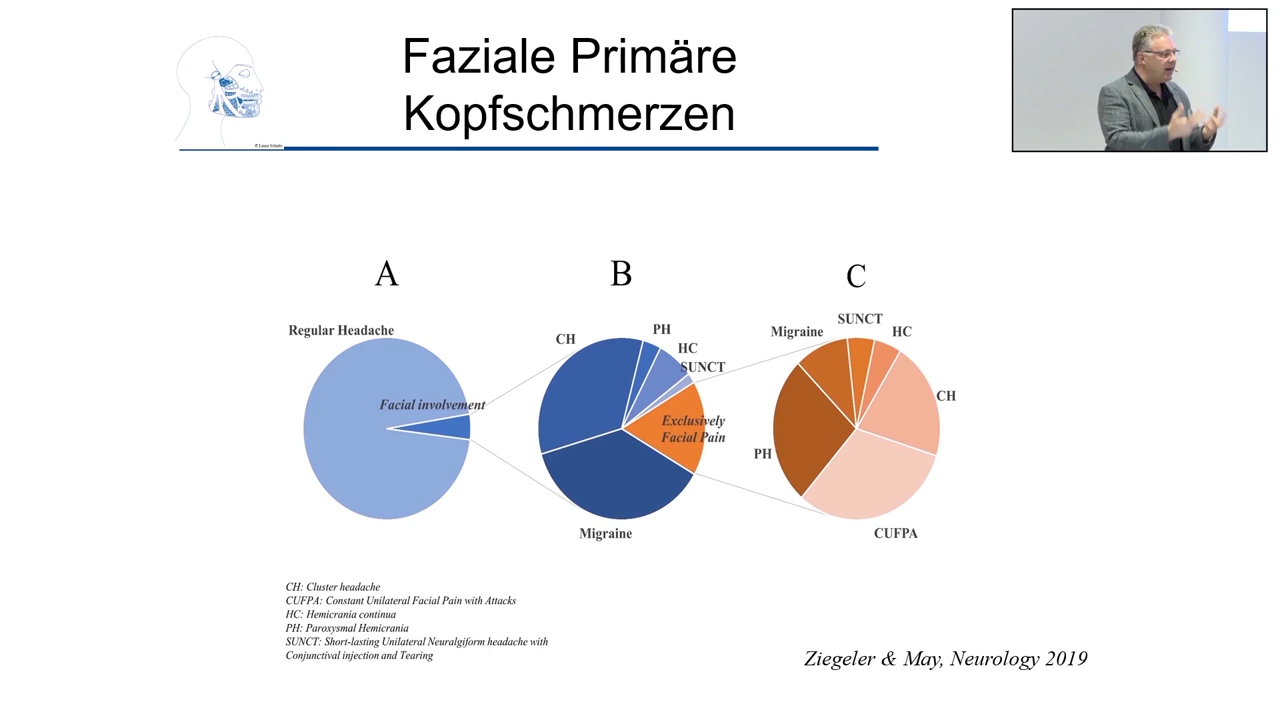 Faziale Primäre
Kopfschmerzen
© Lucas Schulte
A
B
C
Regular Headache
Facial involvement
CH
PH
HC
SUNCT
Exclusively
Facial Pain
Migraine
Migraine
SUNCT
HC
CH
PH
CUFPA
CH: Cluster headache
CUFPA: Constant Unilateral Facial Pain with Attacks
HC: Hemicrania continua
PH: Paroxysmal Hemicrania
SUNCT: Short-lasting Unilateral Neuralgiform headache with
Conjunctival injection and Tearing
Ziegeler & May, Neurology 2019